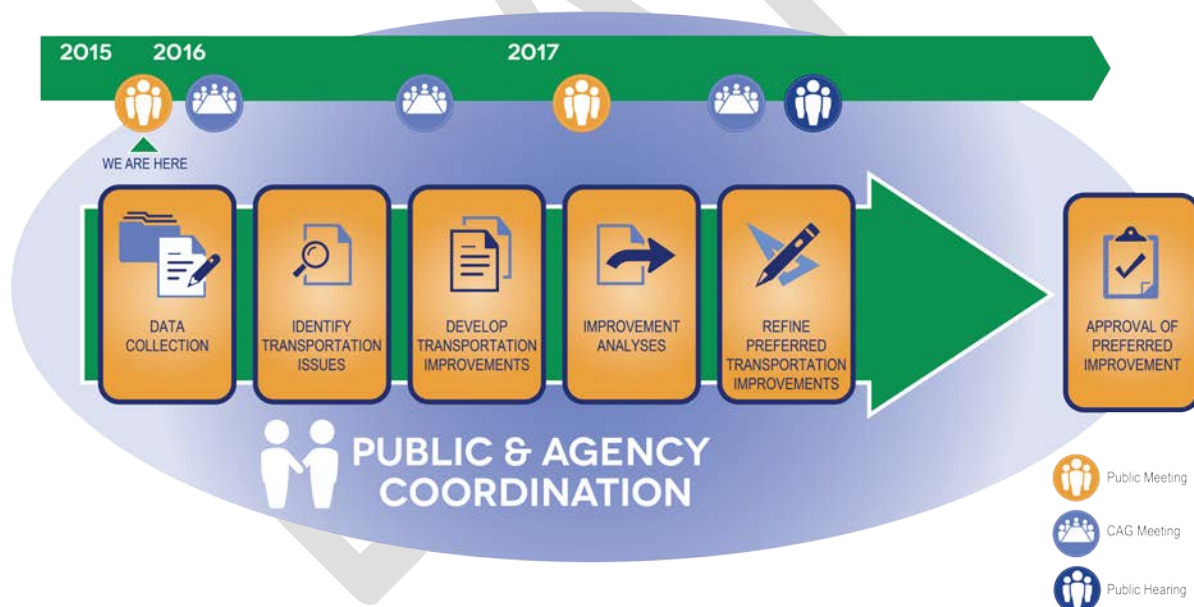 2015 2016 2017
WE ARE HERE
DATA
COLLECTION
IDENTIFY
TRANSPORTATION
ISSUES
DEVELOP
TRANSPORTATION
IMPROVEMENTS
IMPROVEMENT
ANALYSES
REFINE
PREFERRED
TRANSPORTATION
IMPROVEMENTS
APPROVAL OF
PREFERRED
IMPROVEMENT
PUBLIC & AGENCY
COORDINATION
Public Meeting
CAG Meeting
Public Hearing